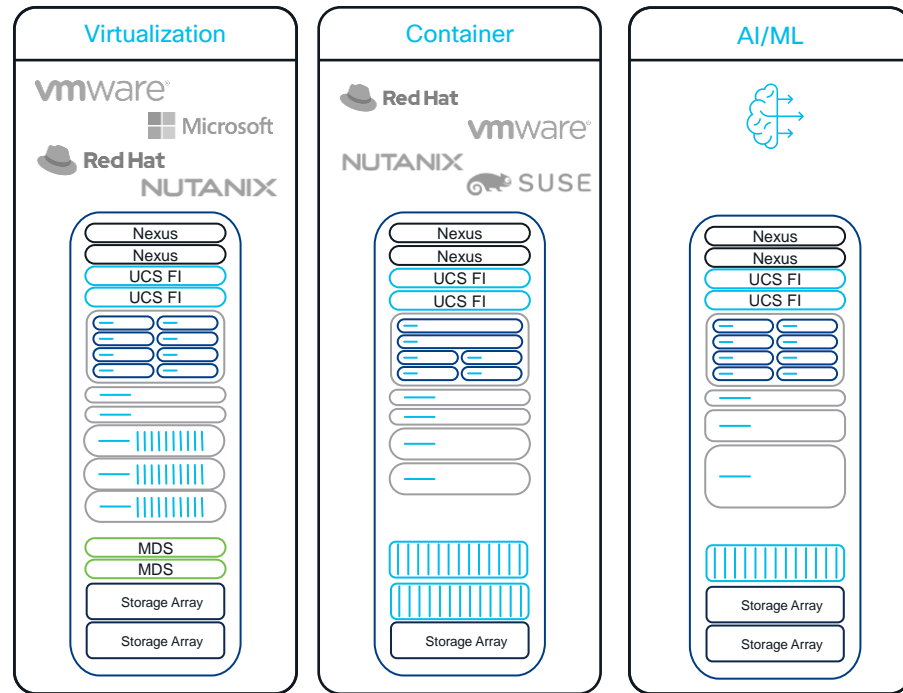 Virtualization
vmware®
Microsoft
Red Hat
NUTANIX
Nexus
Nexus
UCS FI
UCS FI
MDS
MDS
Storage Array
Storage Array
Container
Red Hat
vmware®
NUTANIX
SUSE
Nexus
Nexus
UCS FI
UCS FI
Storage Array
AI/ML
Nexus
Nexus
UCS FI
UCS FI
Storage Array
Storage Array